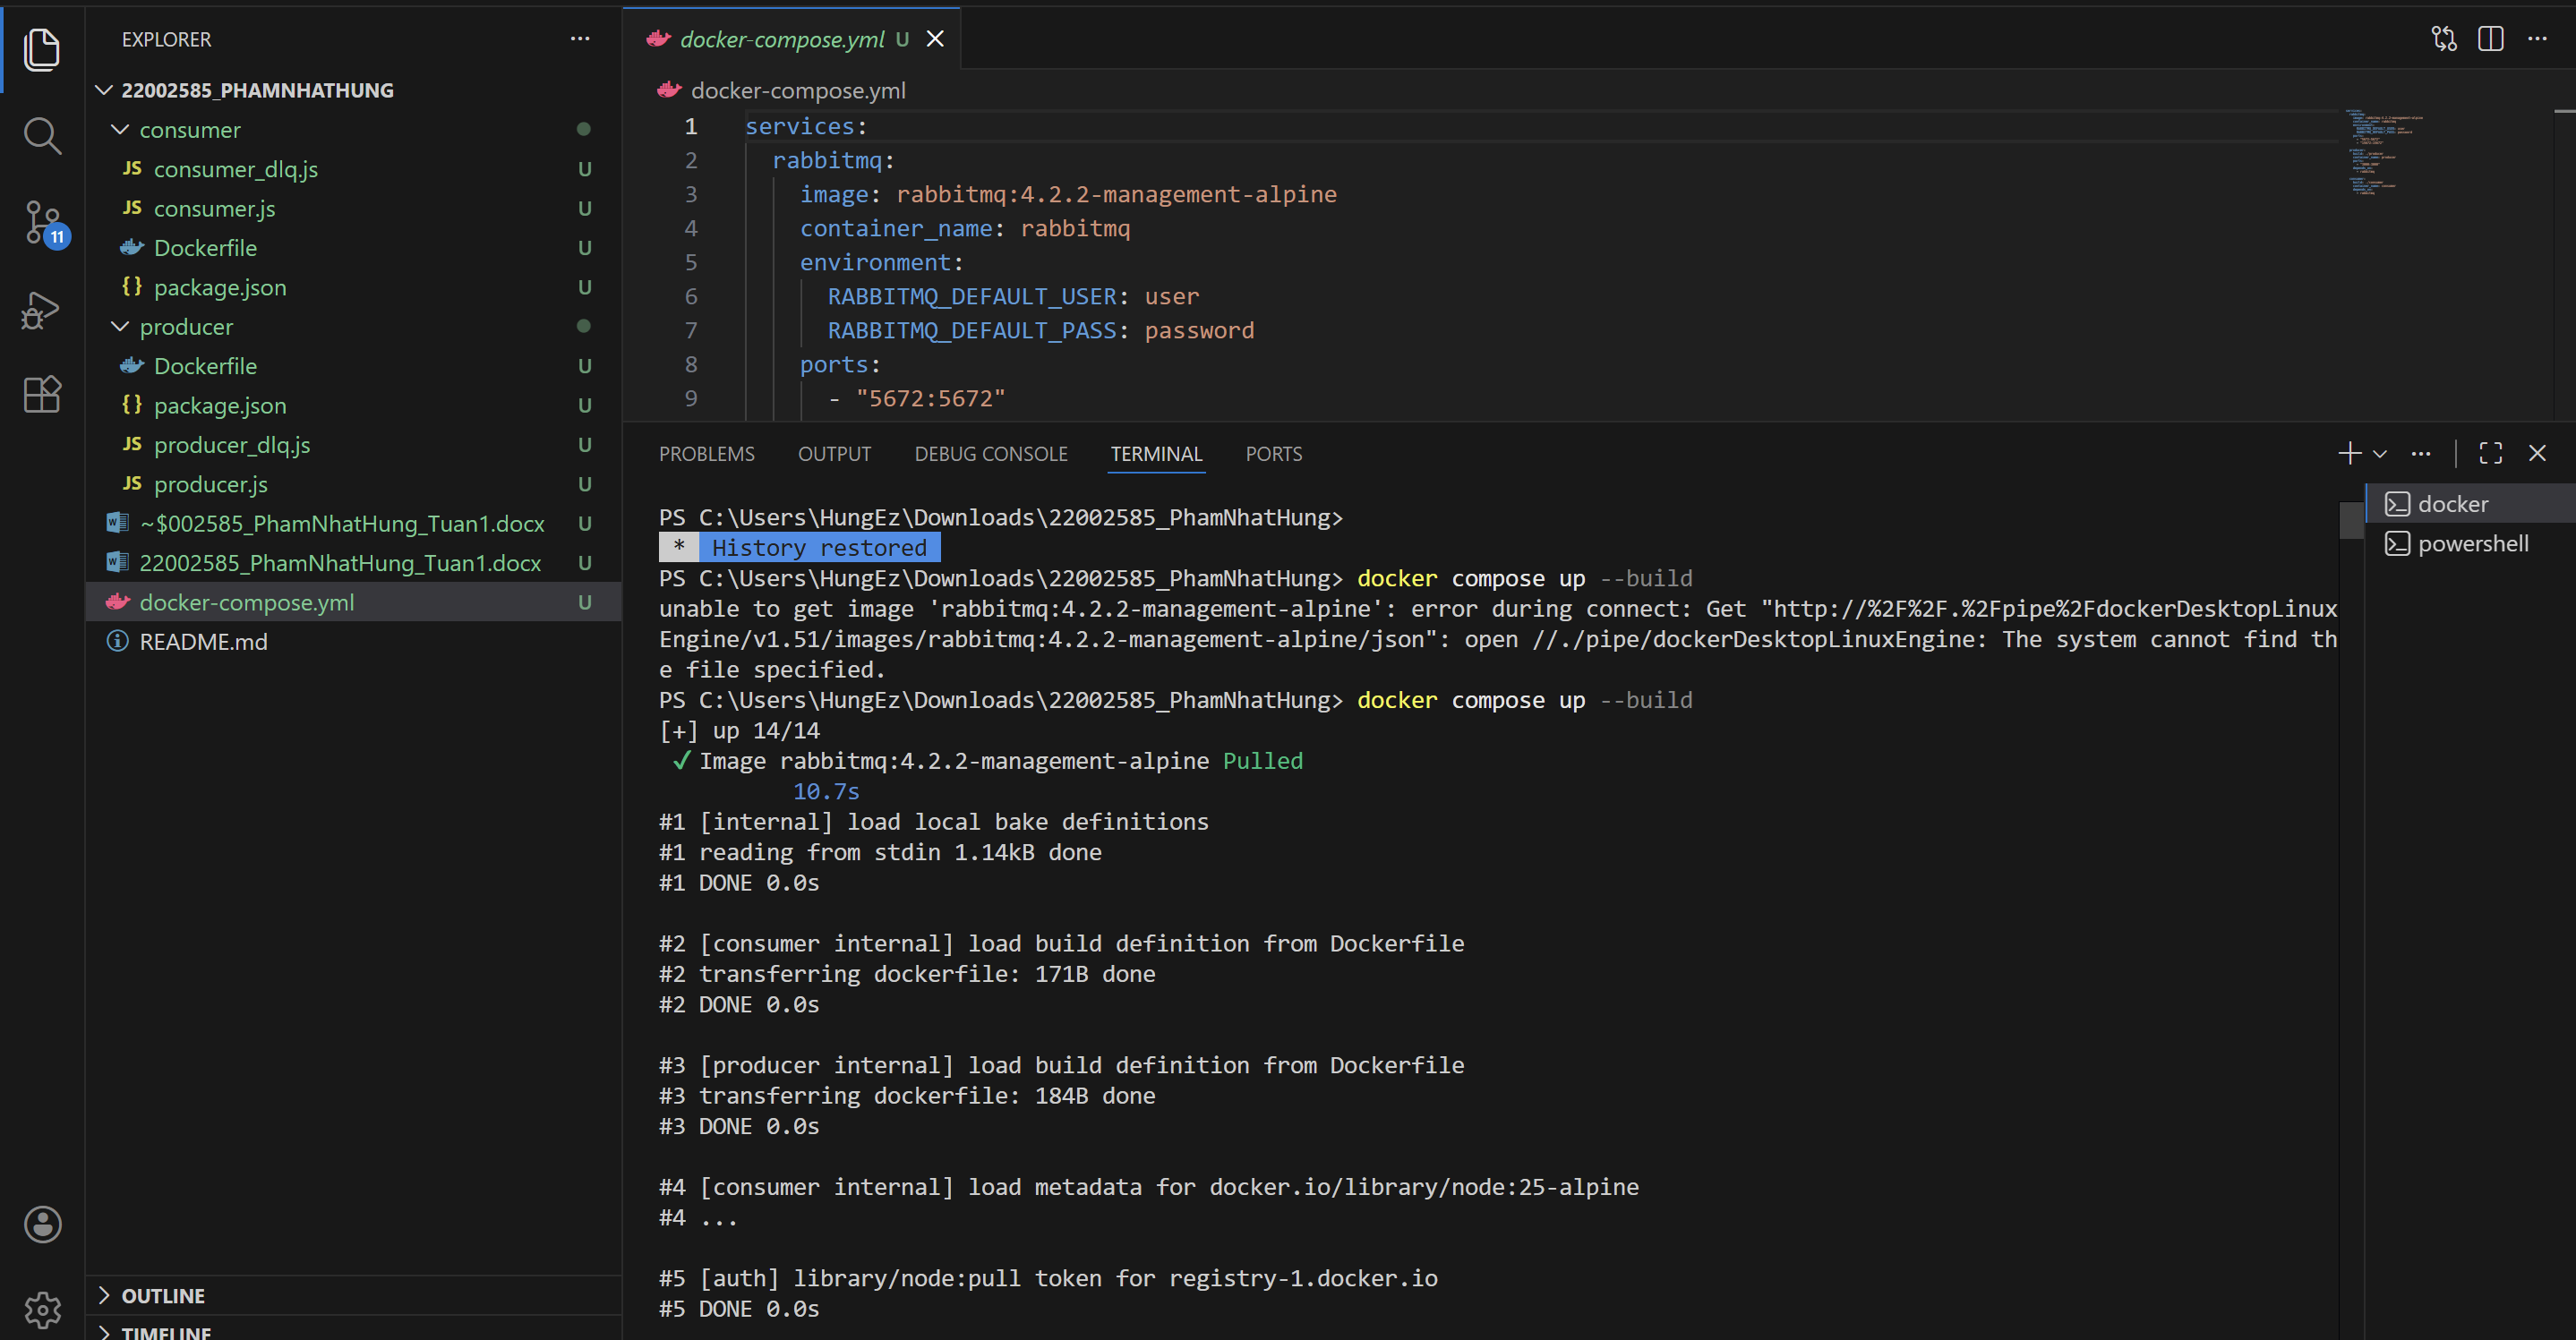 EXPLORER
22002585_PHAMNHATHUNG
consumer
JS consumer_dlq.js U
JS consumer.js U
Dockerfile U
{} package.json U
producer
Dockerfile U
{} package.json U
JS producer_dlq.js U
JS producer.js U
~$002585_PhamNhatHung_Tuan1.docx U
22002585_PhamNhatHung_Tuan1.docx U
docker-compose.yml U
README.md
OUTLINE
TIMELINE
11
docker-compose.yml U
docker-compose.yml
1 services:
2 rabbitmq:
3 image: rabbitmq:4.2.2-management-alpine
4 container_name: rabbitmq
5 environment:
6 RABBITMQ_DEFAULT_USER: user
7 RABBITMQ_DEFAULT_PASS: password
8 ports:
9 - "5672:5672"
PROBLEMS OUTPUT DEBUG CONSOLE TERMINAL PORTS
PS C:\Users\HungEz\Downloads\22002585_PhamNhatHung>
* History restored
PS C:\Users\HungEz\Downloads\22002585_PhamNhatHung> docker compose up --build
unable to get image 'rabbitmq:4.2.2-management-alpine': error during connect: Get "http://%2F%2F.%2Fpipe%2FdockerDesktopLinux
Engine/v1.51/images/rabbitmq:4.2.2-management-alpine/json": open //./pipe/dockerDesktopLinuxEngine: The system cannot find th
e file specified.
PS C:\Users\HungEz\Downloads\22002585_PhamNhatHung> docker compose up --build
[+] up 14/14
✓ Image rabbitmq:4.2.2-management-alpine Pulled
10.7s
#1 [internal] load local bake definitions
#1 reading from stdin 1.14kB done
#1 DONE 0.0s
#2 [consumer internal] load build definition from Dockerfile
#2 transferring dockerfile: 171B done
#2 DONE 0.0s
#3 [producer internal] load build definition from Dockerfile
#3 transferring dockerfile: 184B done
#3 DONE 0.0s
#4 [consumer internal] load metadata for docker.io/library/node:25-alpine
#4 ...
#5 [auth] library/node:pull token for registry-1.docker.io
#5 DONE 0.0s
docker
powershell